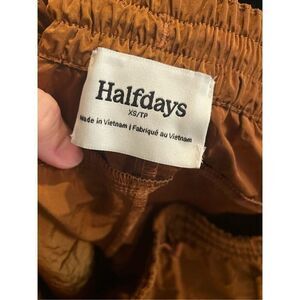 Halfdays
XS/TP
Made in Vietnam | Fabriqué au Vietnam